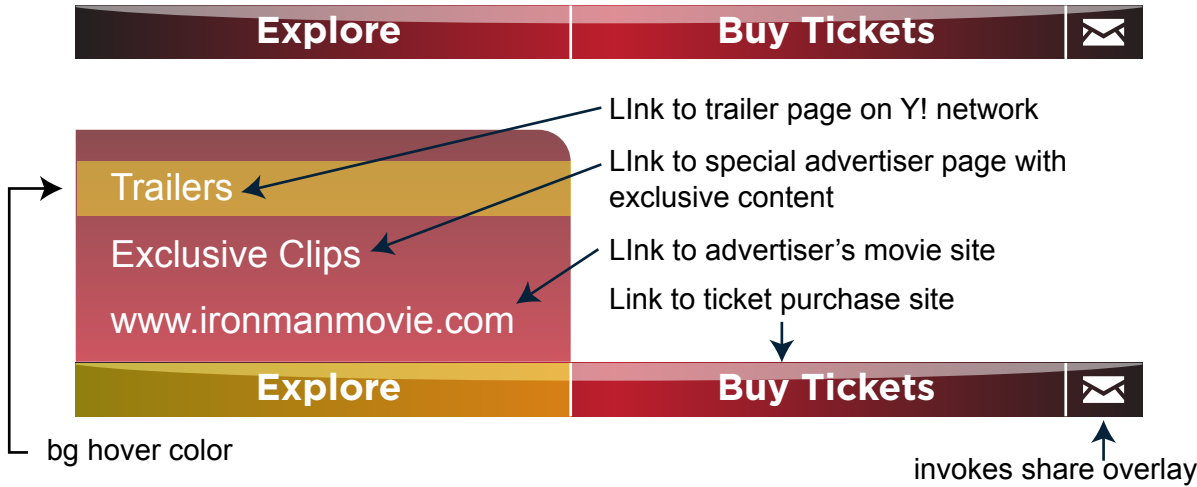 Explore
Buy Tickets
LInk to trailer page on Y! network
Trailers
LInk to special advertiser page with
exclusive content
Exclusive Clips
LInk to advertiser’s movie site
www.ironmanmovie.com
Link to ticket purchase site
Explore
Buy Tickets
bg hover color
invokes share overlay